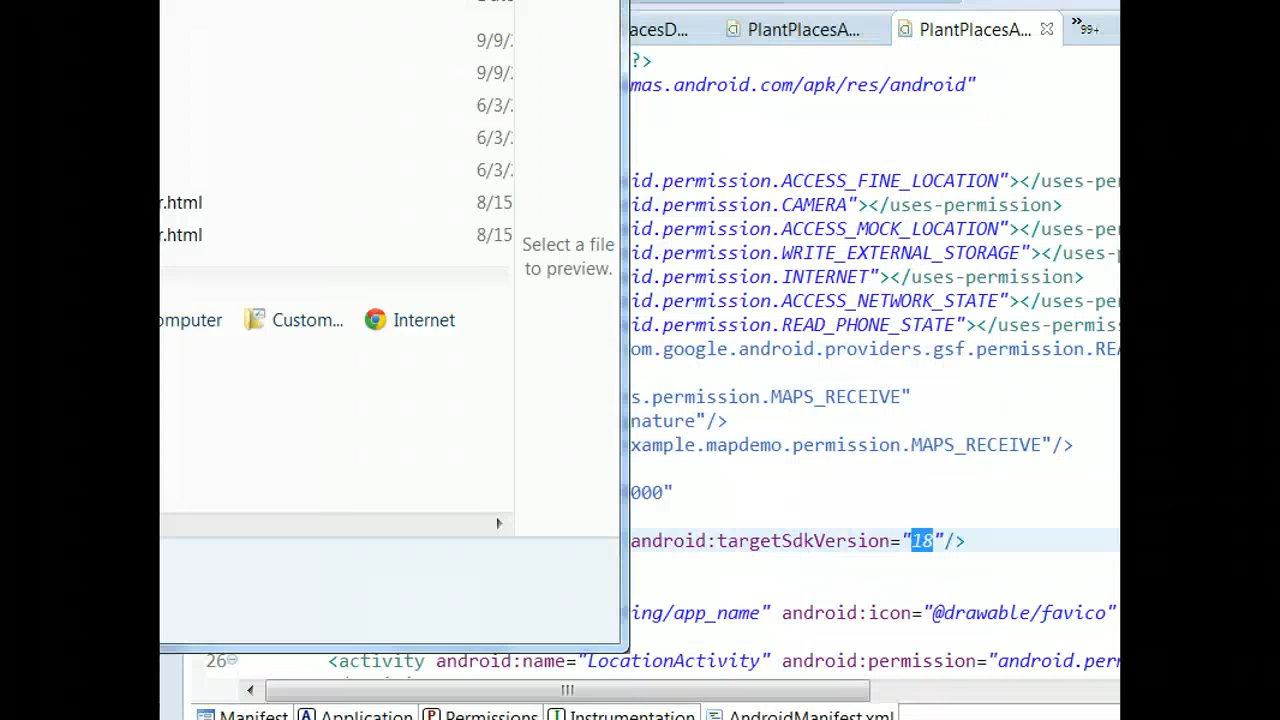 9/9/
9/9/
6/3/
6/3/
6/3/
r.html 8/15
r.html 8/15
Select a file
to preview.
omputer Custom... Internet
acesD... PlantPlacesA... PlantPlacesA... 99+
?>
mas.android.com/apk/res/android"
id.permission.ACCESS_FINE_LOCATION"></uses-per
id.permission.CAMERA"></uses-permission>
id.permission.ACCESS_MOCK_LOCATION"></uses-per
id.permission.WRITE_EXTERNAL_STORAGE"></uses-p
id.permission.INTERNET"></uses-permission>
id.permission.ACCESS_NETWORK_STATE"></uses-per
id.permission.READ_PHONE_STATE"></uses-permiss
om.google.android.providers.gsf.permission.REA
s.permission.MAPS_RECEIVE"
nature"/>
xample.mapdemo.permission.MAPS_RECEIVE"/>
000"
android:targetSdkVersion="18"/>
ing/app_name" android:icon="@drawable/favico"
26 <activity android:name="LocationActivity" android:permission="android.perm
Manifest Application Permissions Instrumentation AndroidManifest.xml